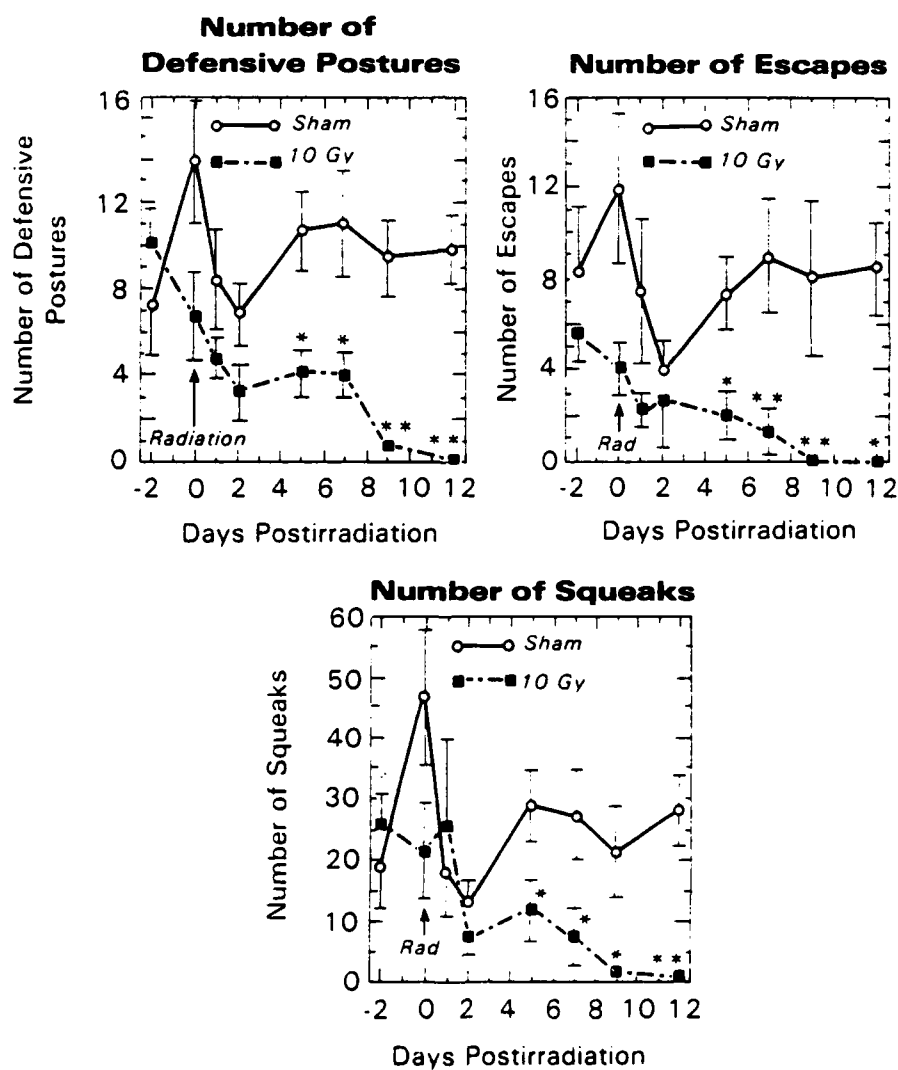 Number of
Defensive Postures
16
12
8
4
0
Number of Defensive
Postures
Sham
10 Gy
*
*
* *
* *
Radiation
-2 0 2 4 6 8 10 12
Days Postirradiation
Number of Escapes
16
12
8
4
0
Number of Escapes
Sham
10 Gy
*
* *
* *
*
Rad
-2 0 2 4 6 8 10 12
Days Postirradiation
Number of Squeaks
60
50
40
30
20
10
0
Number of Squeaks
Sham
10 Gy
*
*
*
* *
Rad
-2 0 2 4 6 8 10 12
Days Postirradiation